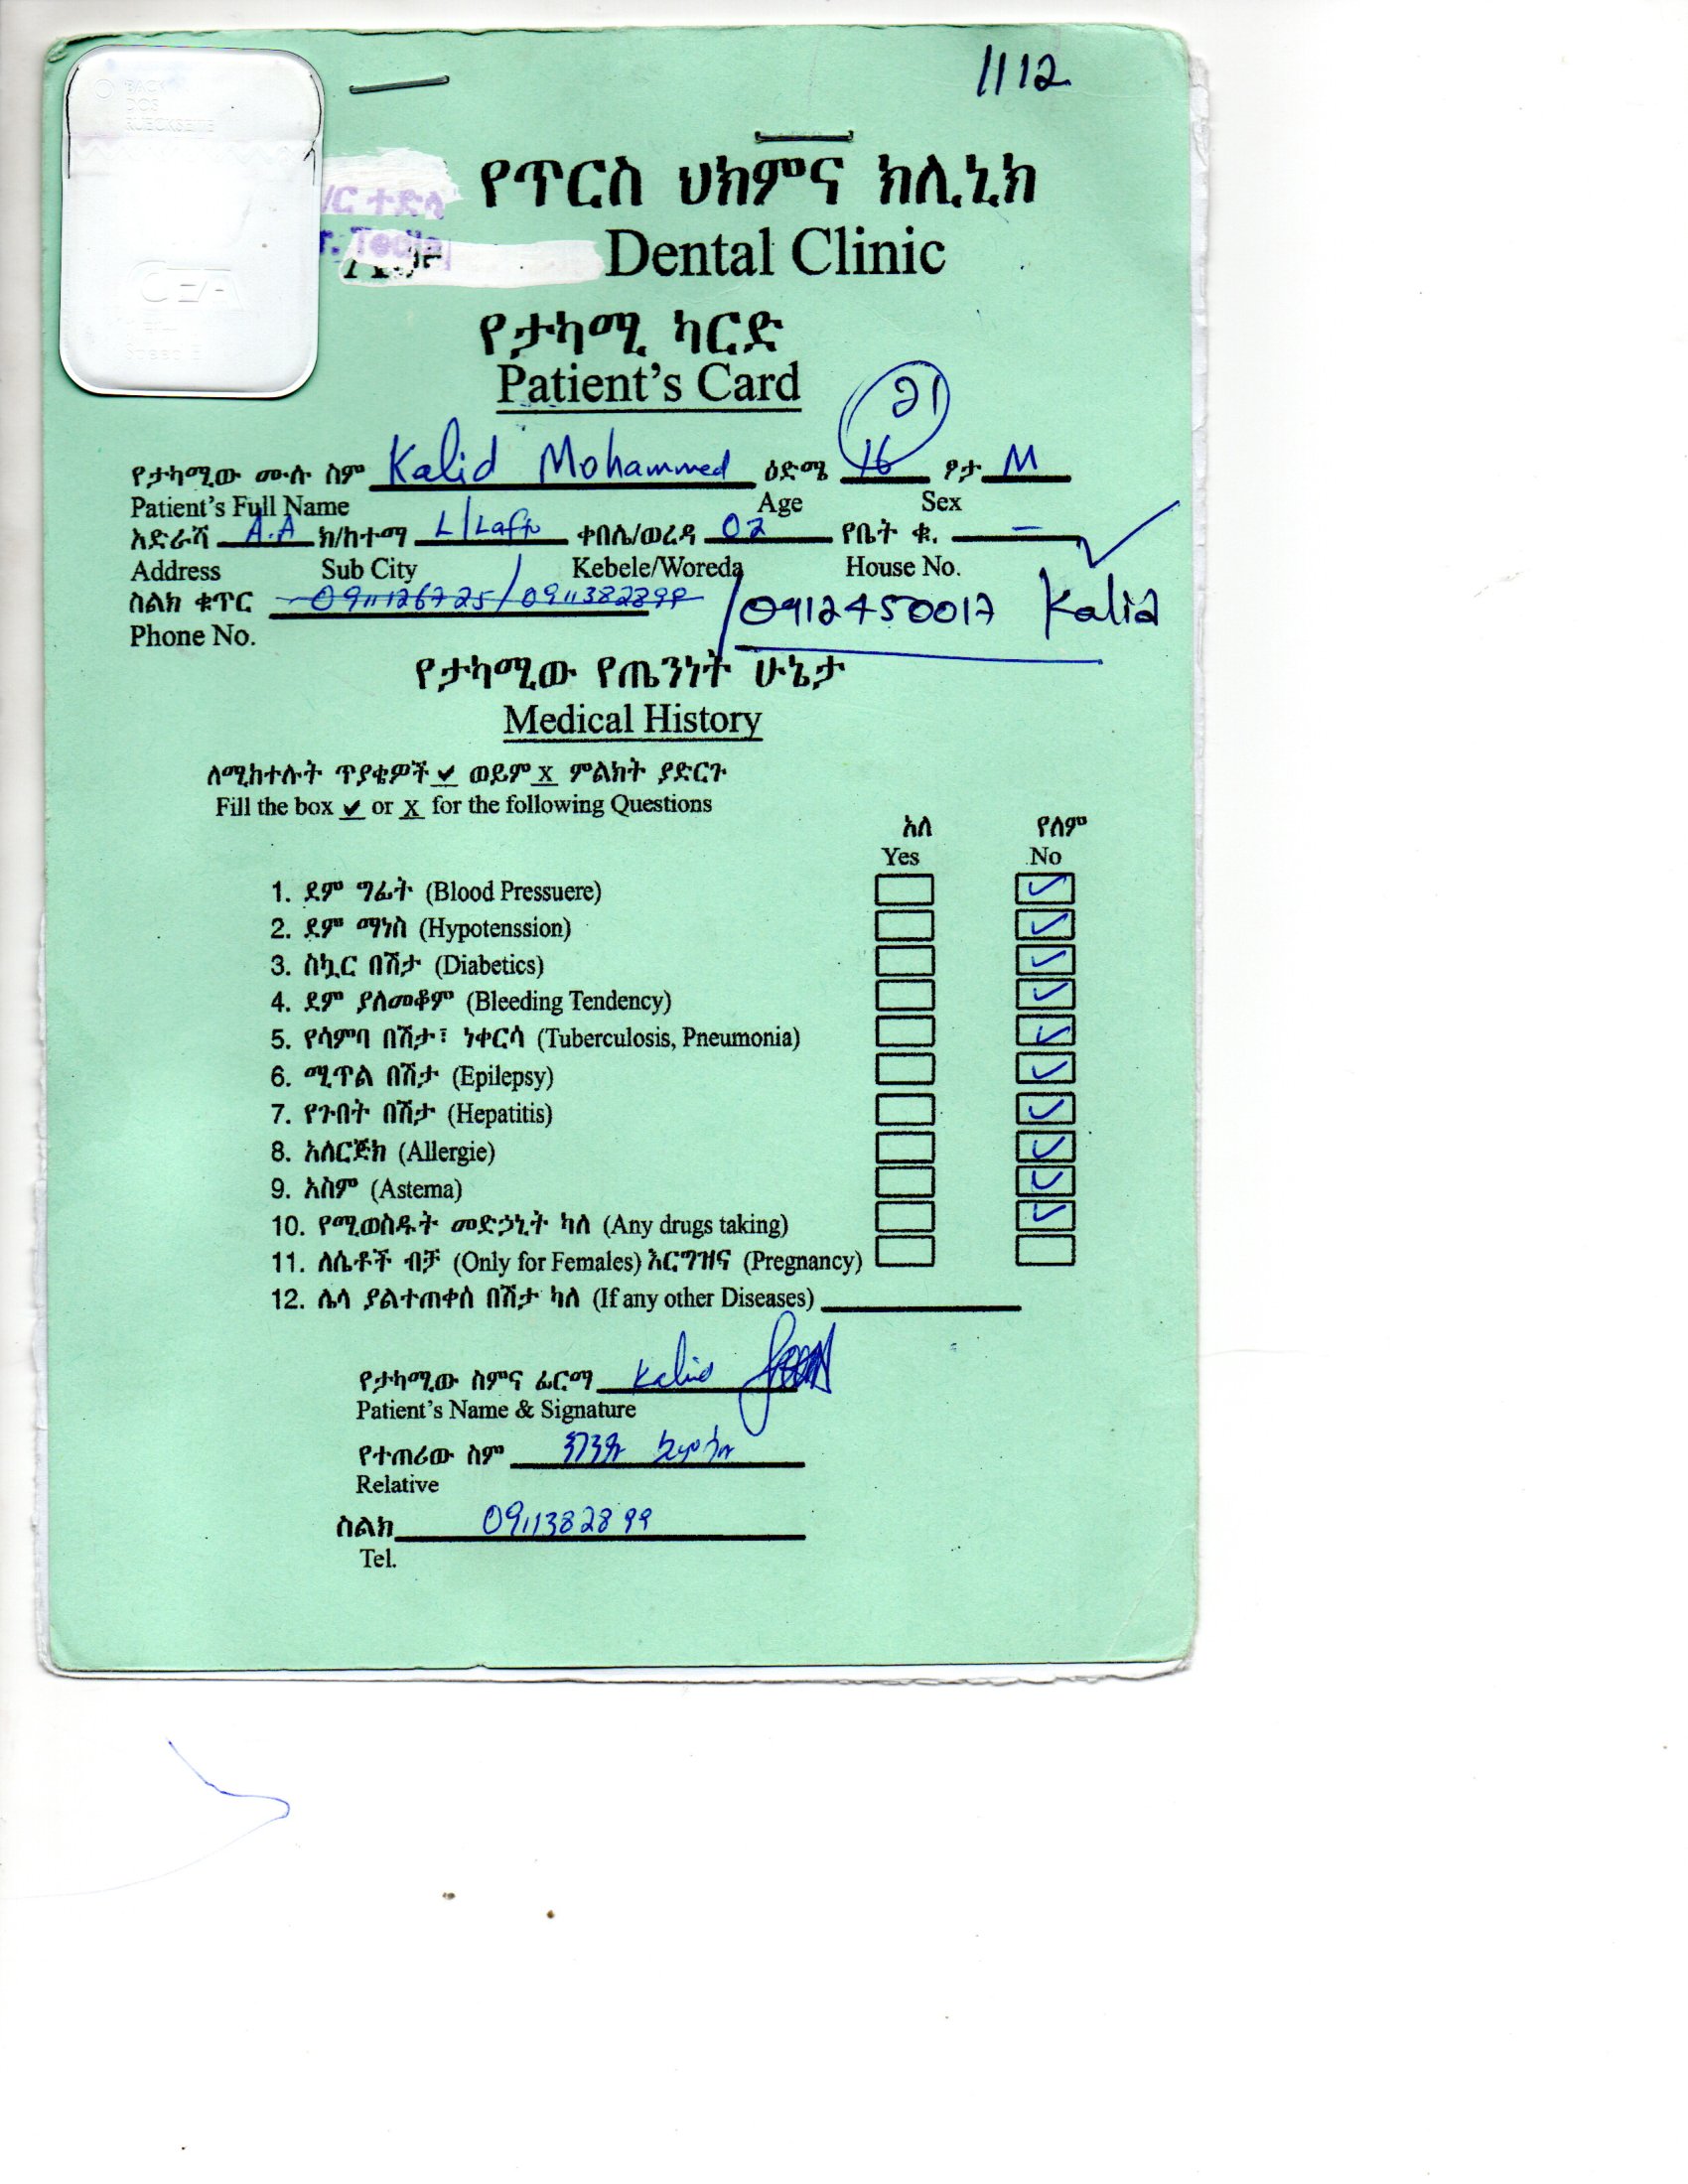 1112
BACK
DOS
RUECKSEITE
የጥርስ ህክምና ክሊኒክ
/ር ተድላ
r. Tedla
Dental Clinic
CEA
የታካሚ ካርድ
Patient's Card
21
የታካሚው ሙሉ ስም Kalid Mohammed ዕድሜ 16 ፆታ M
Patient's Full Name Age Sex
አድራሻ A.A ክ/ከተማ L/Lafto ቀበሌ/ወረዳ 02 የቤት ቁ. –
Address Sub City Kebele/Woreda House No.
ስልክ ቁጥር 0911126725/0911382899 /0912450017 Kalid
Phone No.
የታካሚው የጤንነት ሁኔታ
Medical History
ለሚከተሉት ጥያቄዎች ✔ ወይም X ምልክት ያድርጉ
Fill the box ✔ or X for the following Questions
አለ የለም
Yes No
1. ደም ግፊት (Blood Pressuere) ✓
2. ደም ማነስ (Hypotenssion) ✓
3. ስኳር በሽታ (Diabetics) ✓
4. ደም ያለመቆም (Bleeding Tendency) ✓
5. የሳምባ በሽታ፣ ነቀርሳ (Tuberculosis, Pneumonia) ✓
6. ሚጥል በሽታ (Epilepsy) ✓
7. የጉበት በሽታ (Hepatitis) ✓
8. አለርጅክ (Allergie) ✓
9. አስም (Astema) ✓
10. የሚወስዱት መድኃኒት ካለ (Any drugs taking) ✓
11. ለሴቶች ብቻ (Only for Females) እርግዝና (Pregnancy)
12. ሌላ ያልተጠቀሰ በሽታ ካለ (If any other Diseases)
የታካሚው ስምና ፊርማ Kalid
Patient's Name & Signature
የተጠሪው ስም
Relative
ስልክ 0911382899
Tel.